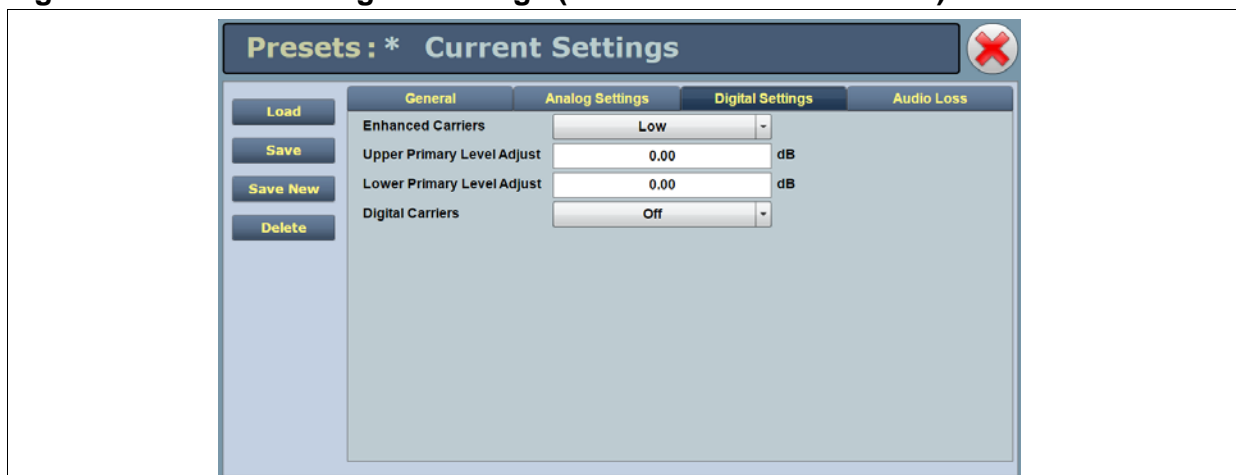 Presets : * Current Settings
General Analog Settings Digital Settings Audio Loss
Load
Save
Save New
Delete
Enhanced Carriers Low
Upper Primary Level Adjust 0.00 dB
Lower Primary Level Adjust 0.00 dB
Digital Carriers Off